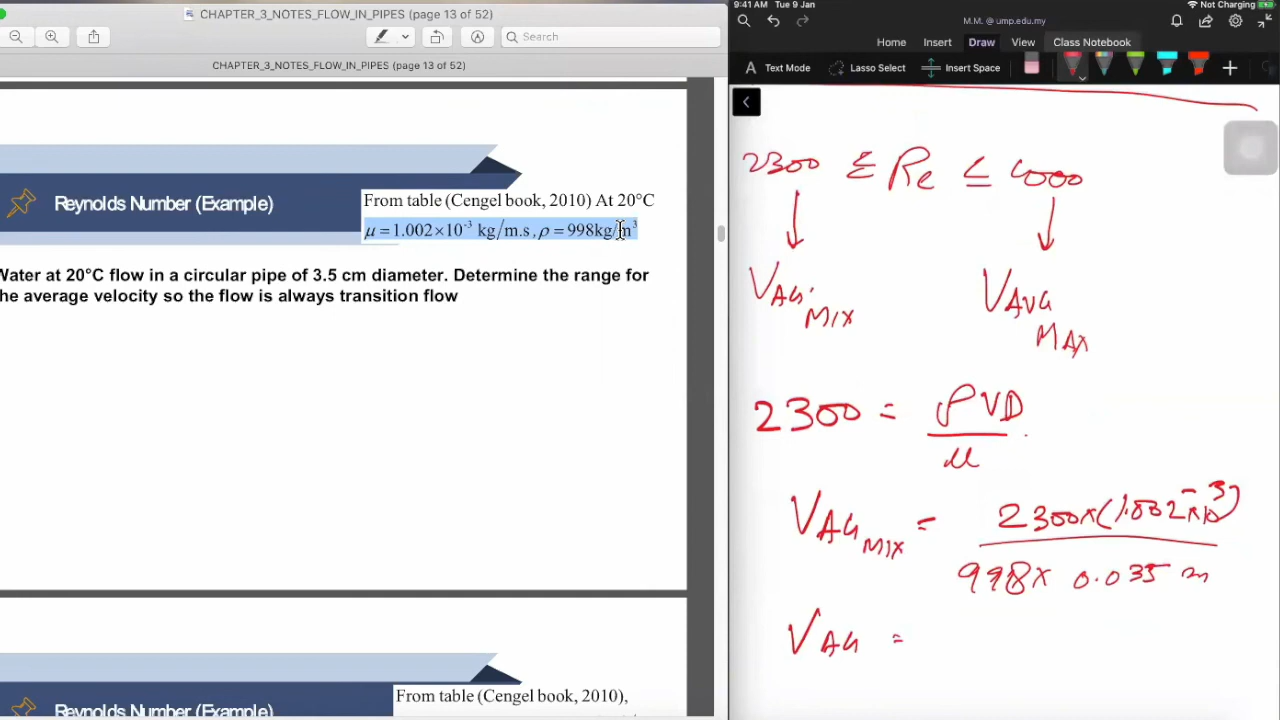 CHAPTER_3_NOTES_FLOW_IN_PIPES (page 13 of 52)
Search
CHAPTER_3_NOTES_FLOW_IN_PIPES (page 13 of 52)
Reynolds Number (Example)
From table (Cengel book, 2010) At 20°C
μ = 1.002×10⁻³ kg/m.s , ρ = 998kg/m³
Water at 20°C flow in a circular pipe of 3.5 cm diameter. Determine the range for
he average velocity so the flow is always transition flow
From table (Cengel book, 2010),
Reynolds Number (Example)
9:41 AM Tue 9 Jan
Not Charging
M.M. @ ump.edu.my
Home Insert Draw View Class Notebook
Text Mode Lasso Select Insert Space
2300 ≤ Re ≤ 4000
VAG. MIX VAVG MAX
2300 = ρVD
μ
VAG MIX = 2300×(1.002×10⁻³)
998× 0.035 m
VAG =